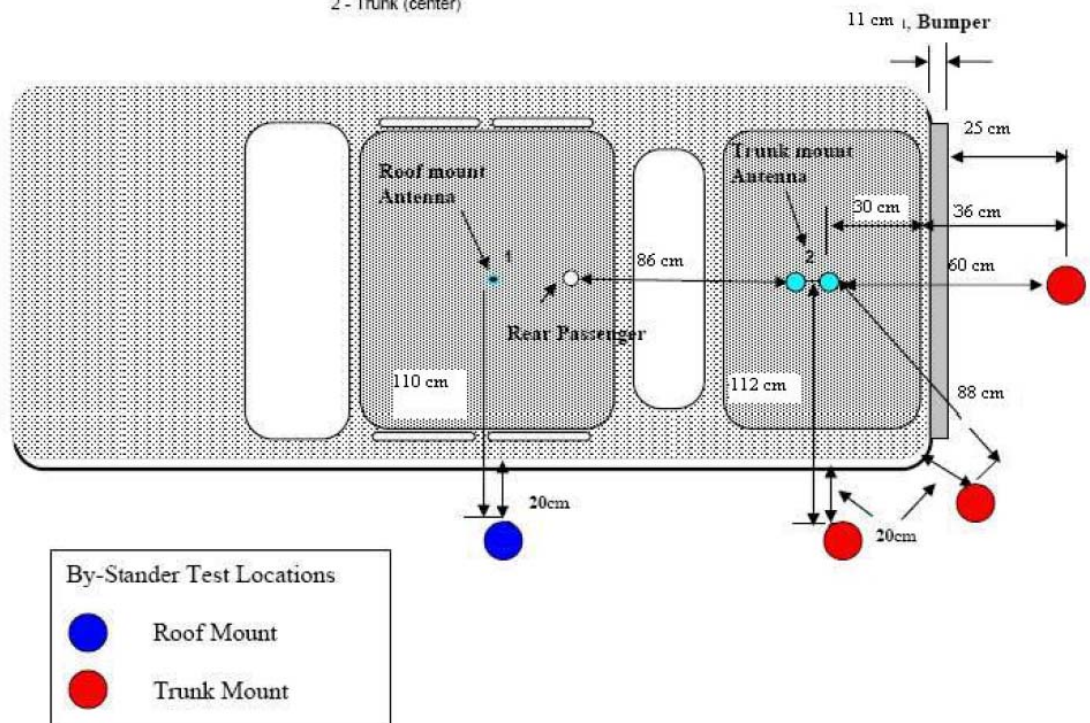 2 - Trunk (center)
11 cm
Bumper
25 cm
Roof mount
Antenna
Trunk mount
Antenna
30 cm
36 cm
1
2
86 cm
60 cm
Rear Passenger
110 cm
112 cm
88 cm
20cm
20cm
By-Stander Test Locations
Roof Mount
Trunk Mount